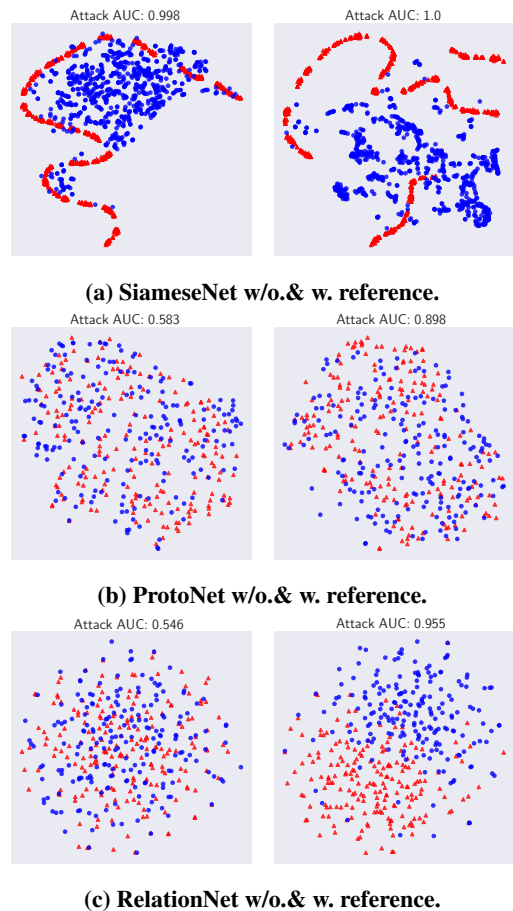 Attack AUC: 0.998
Attack AUC: 1.0
(a) SiameseNet w/o.& w. reference.
Attack AUC: 0.583
Attack AUC: 0.898
(b) ProtoNet w/o.& w. reference.
Attack AUC: 0.546
Attack AUC: 0.955
(c) RelationNet w/o.& w. reference.